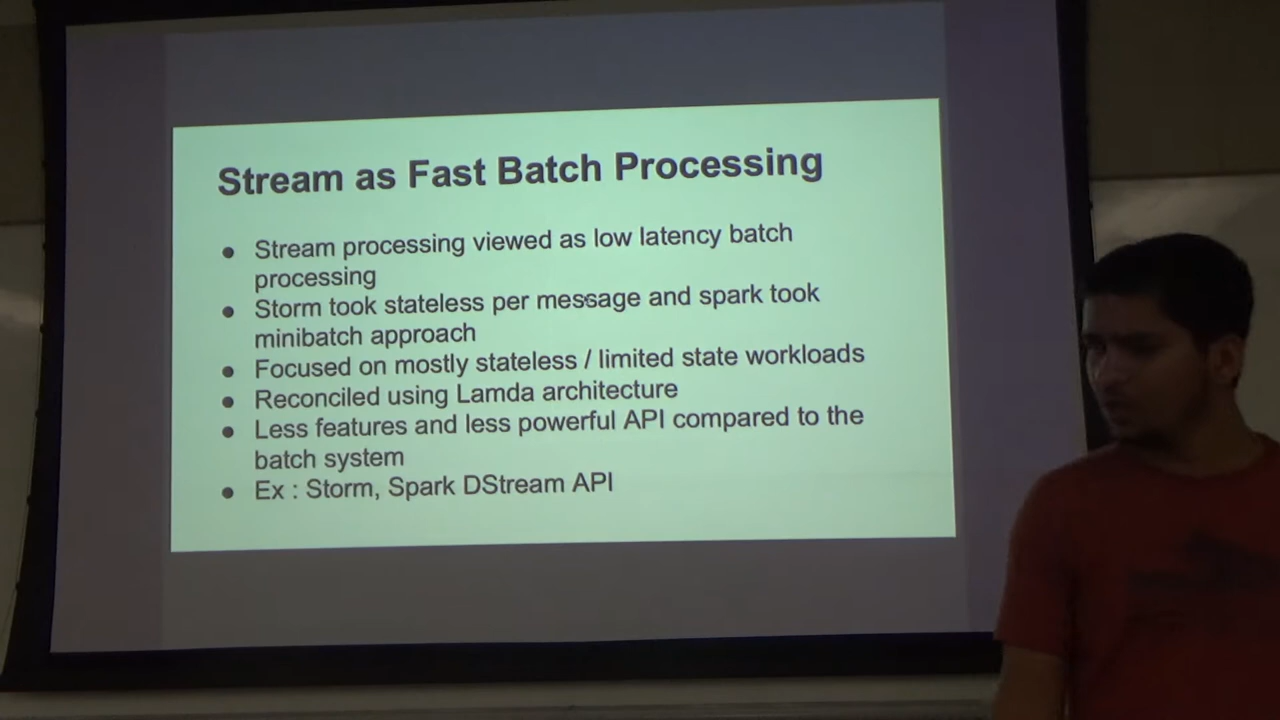 Stream as Fast Batch Processing
● Stream processing viewed as low latency batch
processing
● Storm took stateless per message and spark took
minibatch approach
● Focused on mostly stateless / limited state workloads
● Reconciled using Lamda architecture
● Less features and less powerful API compared to the
batch system
● Ex : Storm, Spark DStream API